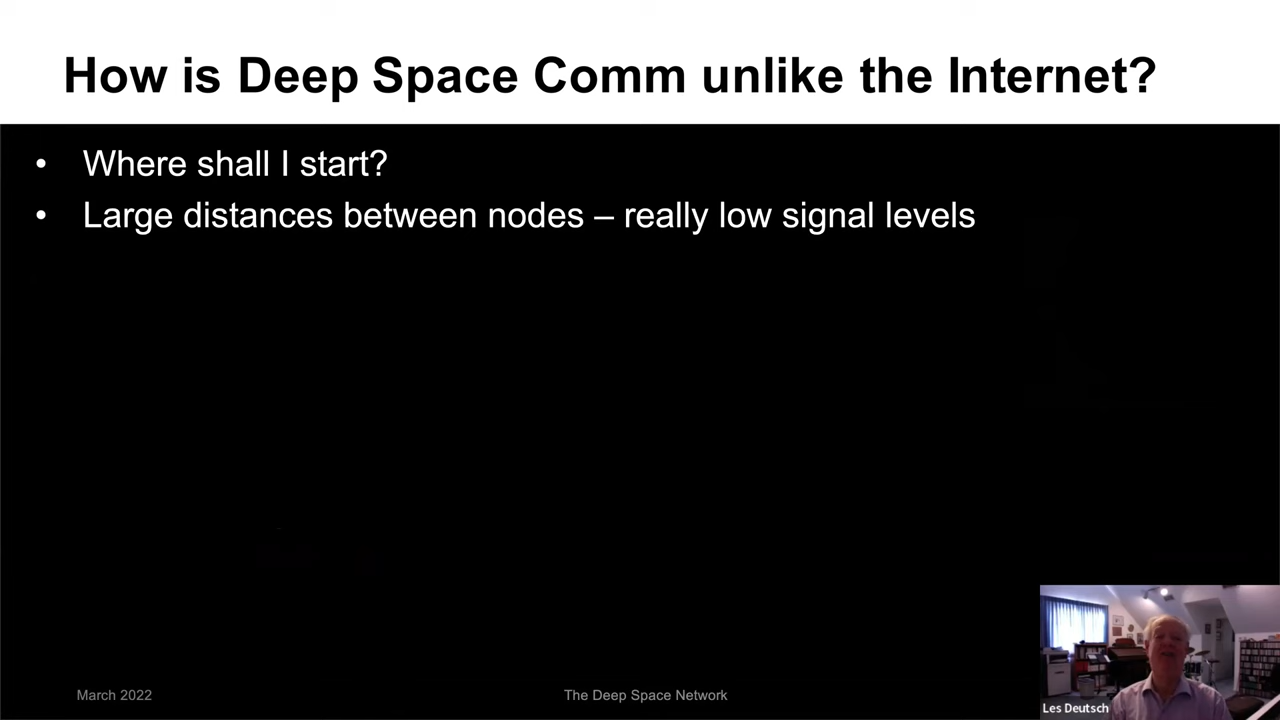 How is Deep Space Comm unlike the Internet?
• Where shall I start?
• Large distances between nodes – really low signal levels
March 2022
The Deep Space Network
Les Deutsch